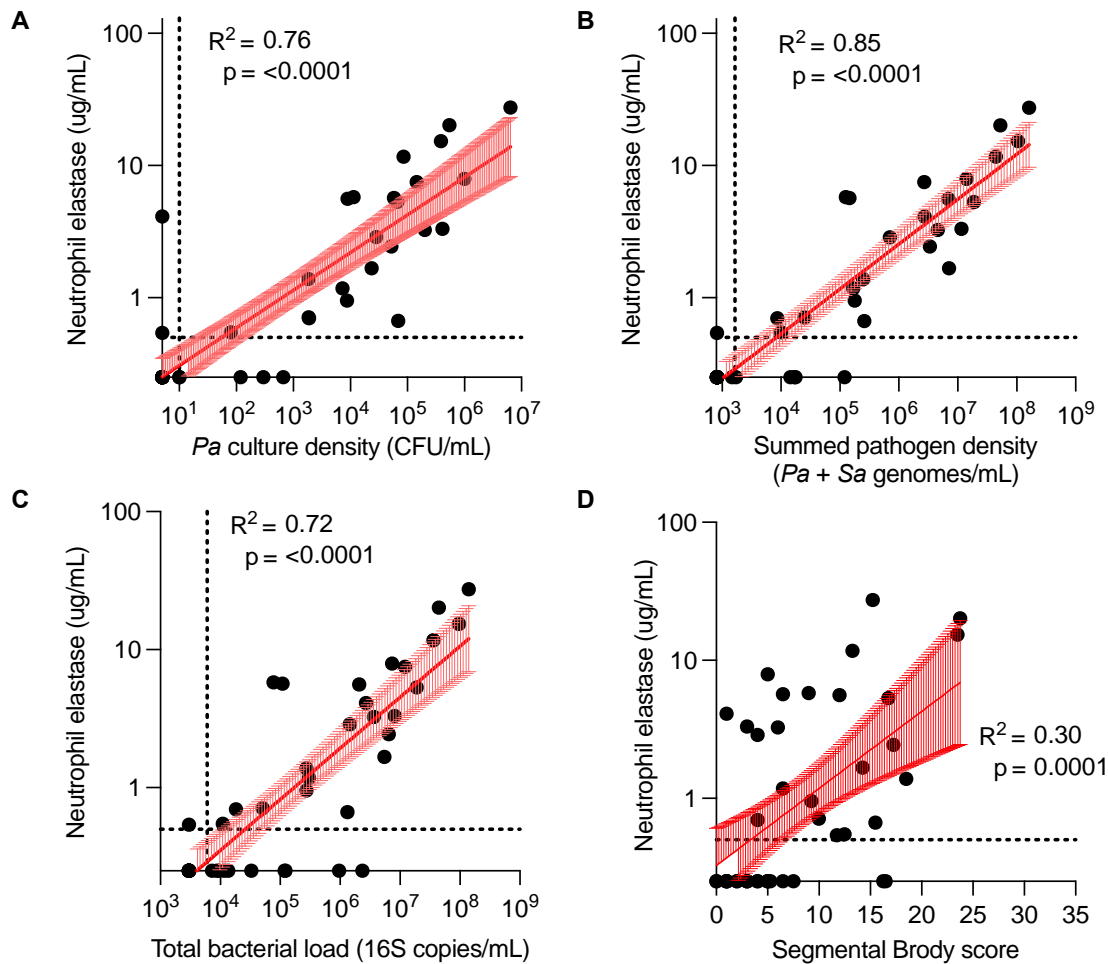 A
Neutrophil elastase (ug/mL)
100
10
1
R² = 0.76
p = <0.0001
10¹ 10² 10³ 10⁴ 10⁵ 10⁶ 10⁷
Pa culture density (CFU/mL)
B
Neutrophil elastase (ug/mL)
100
10
1
R² = 0.85
p = <0.0001
10³ 10⁴ 10⁵ 10⁶ 10⁷ 10⁸ 10⁹
Summed pathogen density
(Pa + Sa genomes/mL)
C
Neutrophil elastase (ug/mL)
100
10
1
R² = 0.72
p = <0.0001
10³ 10⁴ 10⁵ 10⁶ 10⁷ 10⁸ 10⁹
Total bacterial load (16S copies/mL)
D
Neutrophil elastase (ug/mL)
100
10
1
R² = 0.30
p = 0.0001
0 5 10 15 20 25 30 35
Segmental Brody score